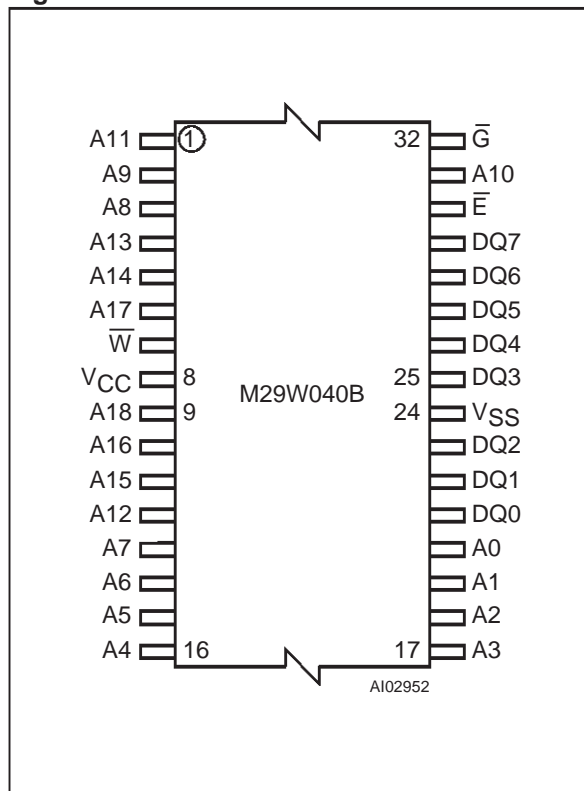 A11 1 32 G̅
A9 A10
A8 E̅
A13 DQ7
A14 DQ6
A17 DQ5
W̅ DQ4
VCC 8 25 DQ3
M29W040B
A18 9 24 VSS
A16 DQ2
A15 DQ1
A12 DQ0
A7 A0
A6 A1
A5 A2
A4 16 17 A3
AI02952